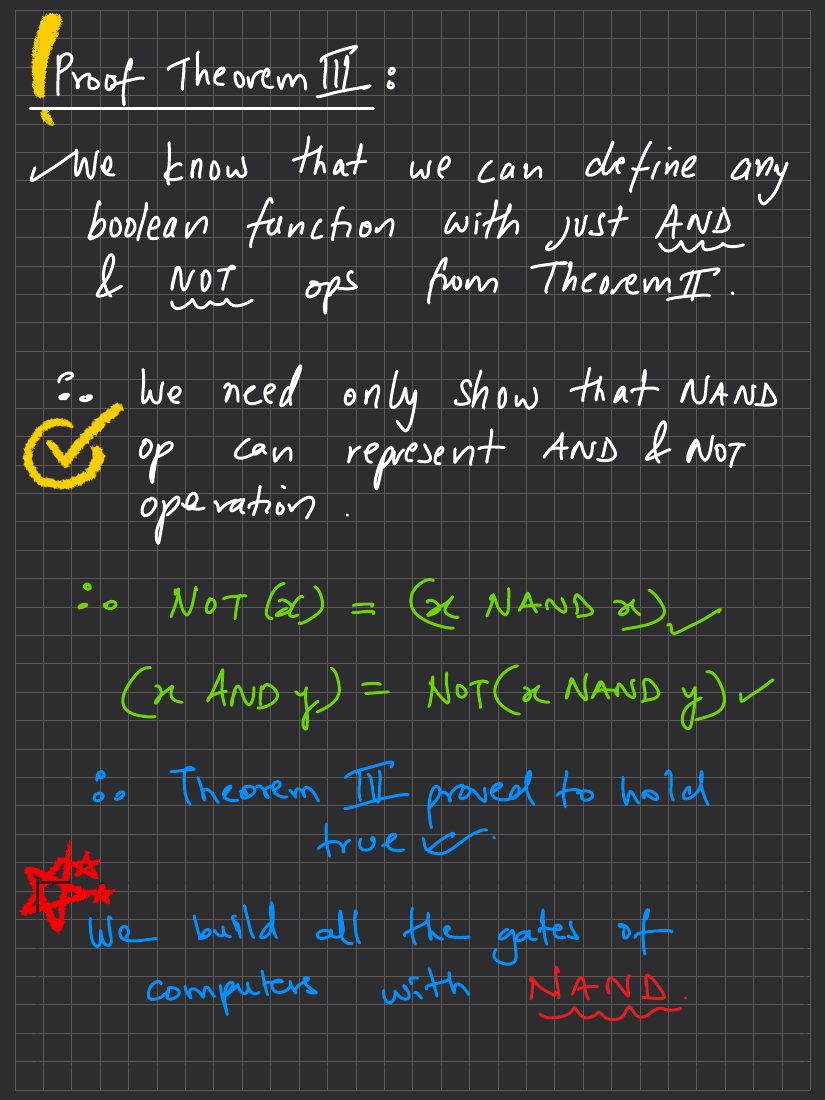 Proof Theorem III :
We know that we can define any
boolean function with just AND
& NOT ops from Theorem II.
∴ We need only show that NAND
op can represent AND & NOT
operation.
∴ NOT (x) = (x NAND x)
(x AND y) = NOT(x NAND y)
∴ Theorem III proved to hold
true
We build all the gates of
computers with NAND.